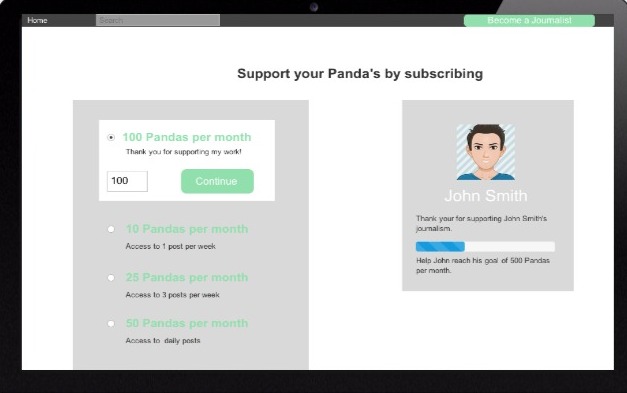 Home
Search
Become a Journalist
Support your Panda's by subscribing
100 Pandas per month
Thank you for supporting my work!
100
Continue
10 Pandas per month
Access to 1 post per week
25 Pandas per month
Access to 3 posts per week
50 Pandas per month
Access to daily posts
John Smith
Thank your for supporting John Smith's
journalism.
Help John reach his goal of 500 Pandas
per month.